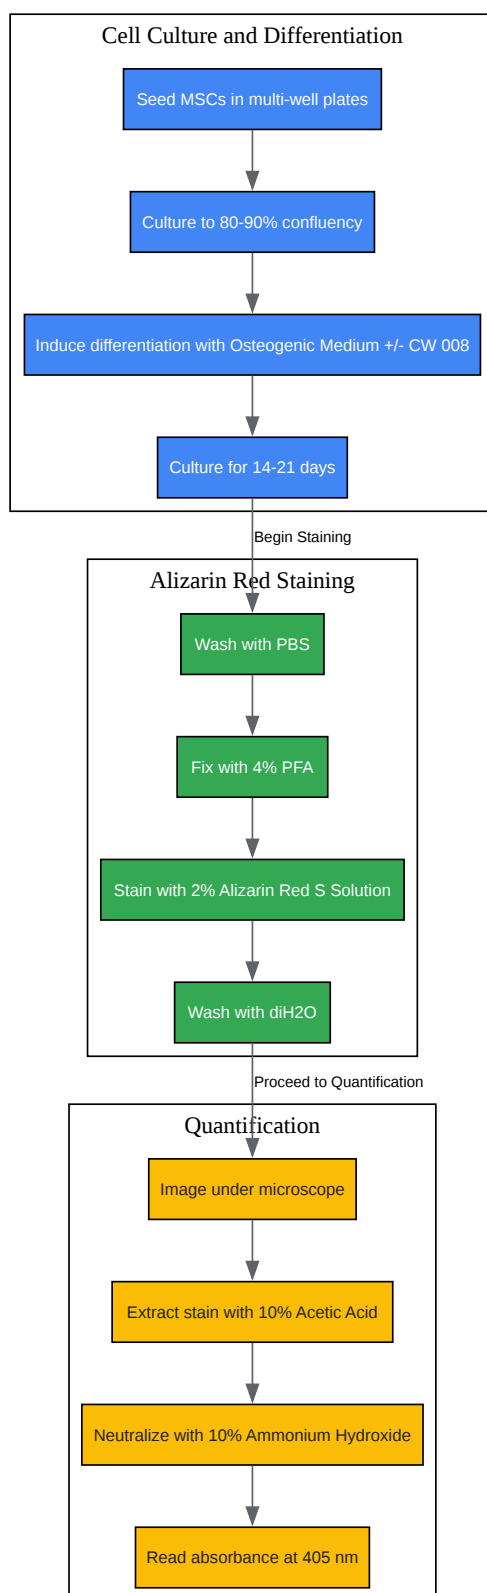 Cell Culture and Differentiation
Seed MSCs in multi-well plates
Culture to 80-90% confluency
Induce differentiation with Osteogenic Medium +/- CW 008
Culture for 14-21 days
Begin Staining
Alizarin Red Staining
Wash with PBS
Fix with 4% PFA
Stain with 2% Alizarin Red S Solution
Wash with diH2O
Proceed to Quantification
Quantification
Image under microscope
Extract stain with 10% Acetic Acid
Neutralize with 10% Ammonium Hydroxide
Read absorbance at 405 nm